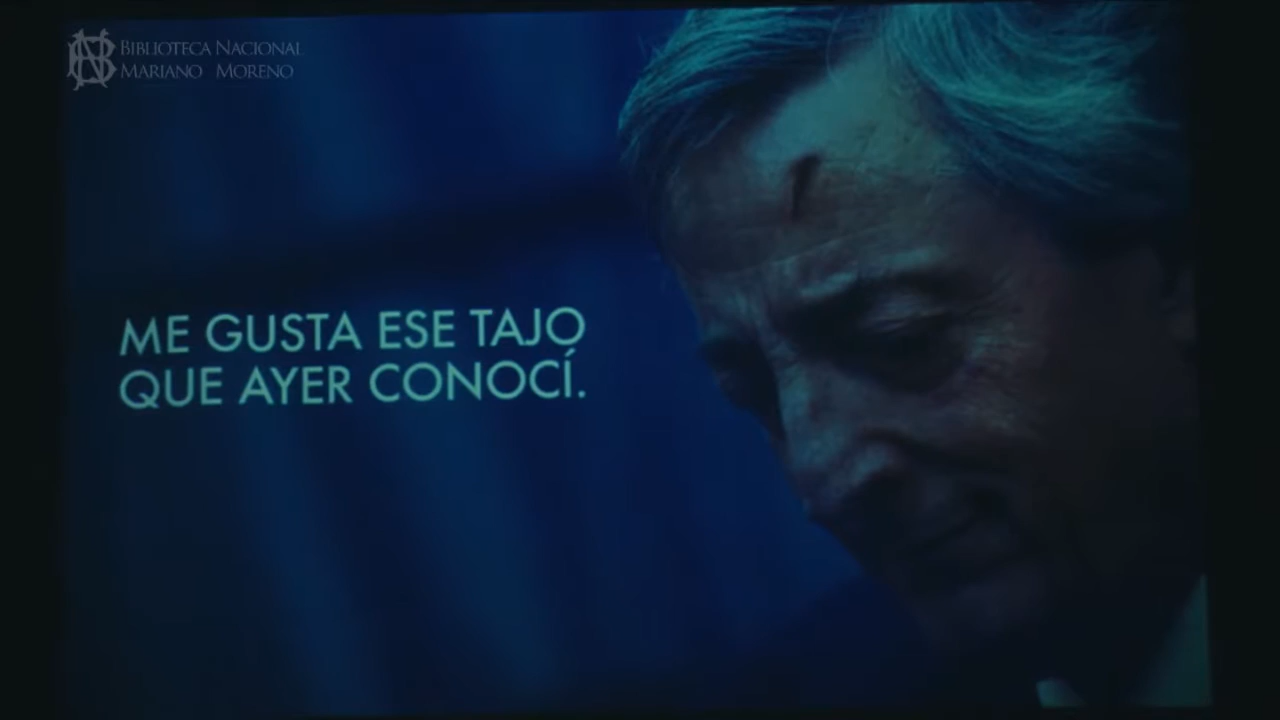 BIBLIOTECA NACIONAL
MARIANO MORENO
ME GUSTA ESE TAJO
QUE AYER CONOCÍ.